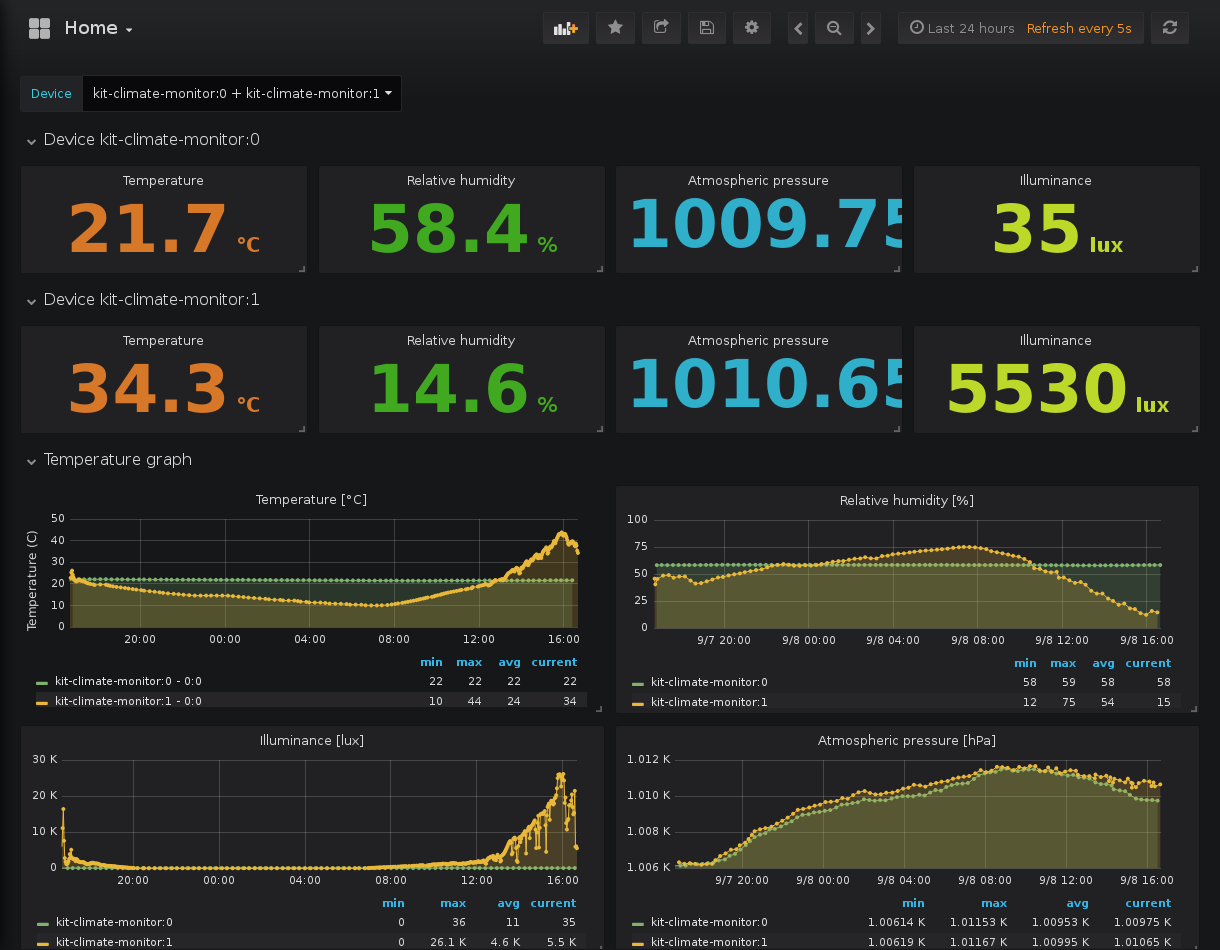 Home
Last 24 hours Refresh every 5s
Device kit-climate-monitor:0 + kit-climate-monitor:1
Device kit-climate-monitor:0
Temperature Relative humidity Atmospheric pressure Illuminance
21.7 °C 58.4 % 1009.75 35 lux
Device kit-climate-monitor:1
Temperature Relative humidity Atmospheric pressure Illuminance
34.3 °C 14.6 % 1010.65 5530 lux
Temperature graph
Temperature [°C]
Temperature (C)
50
40
30
20
10
0
20:00 00:00 04:00 08:00 12:00 16:00
min max avg current
kit-climate-monitor:0 - 0:0 22 22 22 22
kit-climate-monitor:1 - 0:0 10 44 24 34
Relative humidity [%]
100
75
50
25
0
9/7 20:00 9/8 00:00 9/8 04:00 9/8 08:00 9/8 12:00 9/8 16:00
min max avg current
kit-climate-monitor:0 58 59 58 58
kit-climate-monitor:1 12 75 54 15
Illuminance [lux]
30 K
20 K
10 K
0
20:00 00:00 04:00 08:00 12:00 16:00
min max avg current
kit-climate-monitor:0 0 36 11 35
kit-climate-monitor:1 0 26.1 K 4.6 K 5.5 K
Atmospheric pressure [hPa]
1.012 K
1.010 K
1.008 K
1.006 K
9/7 20:00 9/8 00:00 9/8 04:00 9/8 08:00 9/8 12:00 9/8 16:00
min max avg current
kit-climate-monitor:0 1.00614 K 1.01153 K 1.00953 K 1.00975 K
kit-climate-monitor:1 1.00619 K 1.01167 K 1.00995 K 1.01065 K